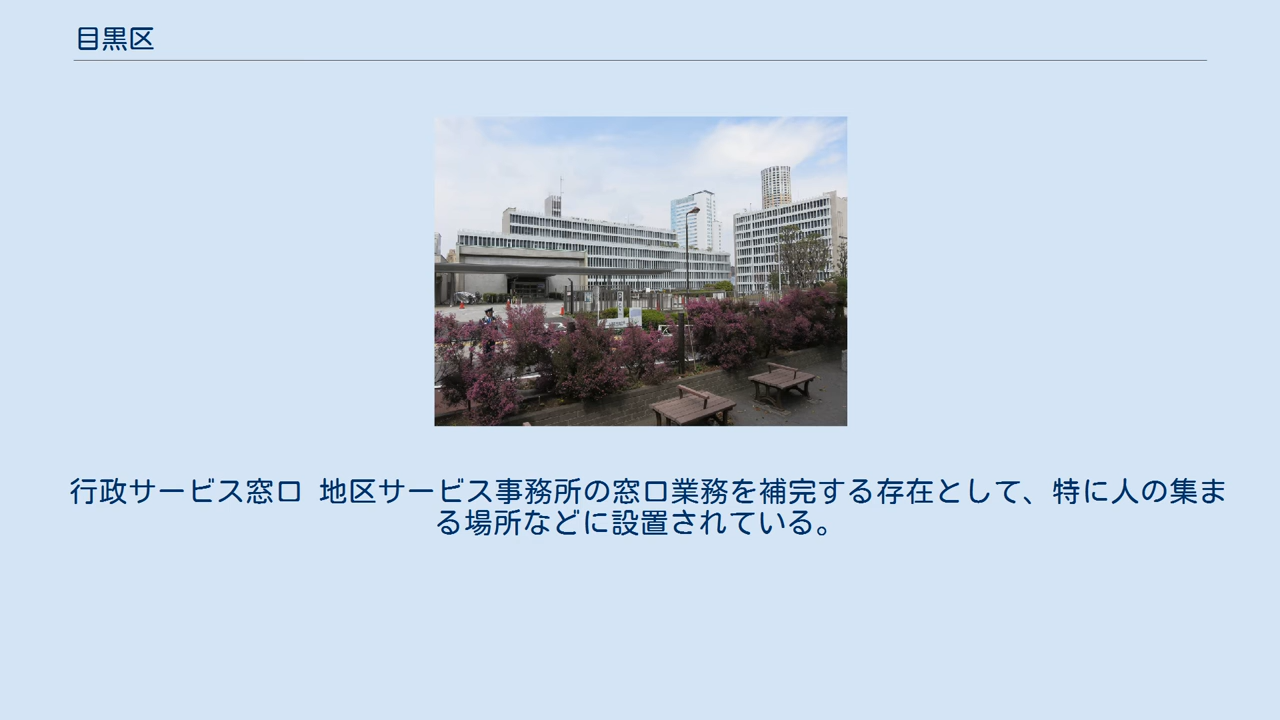 目黒区
行政サービス窓口 地区サービス事務所の窓口業務を補完する存在として、特に人の集ま
る場所などに設置されている。